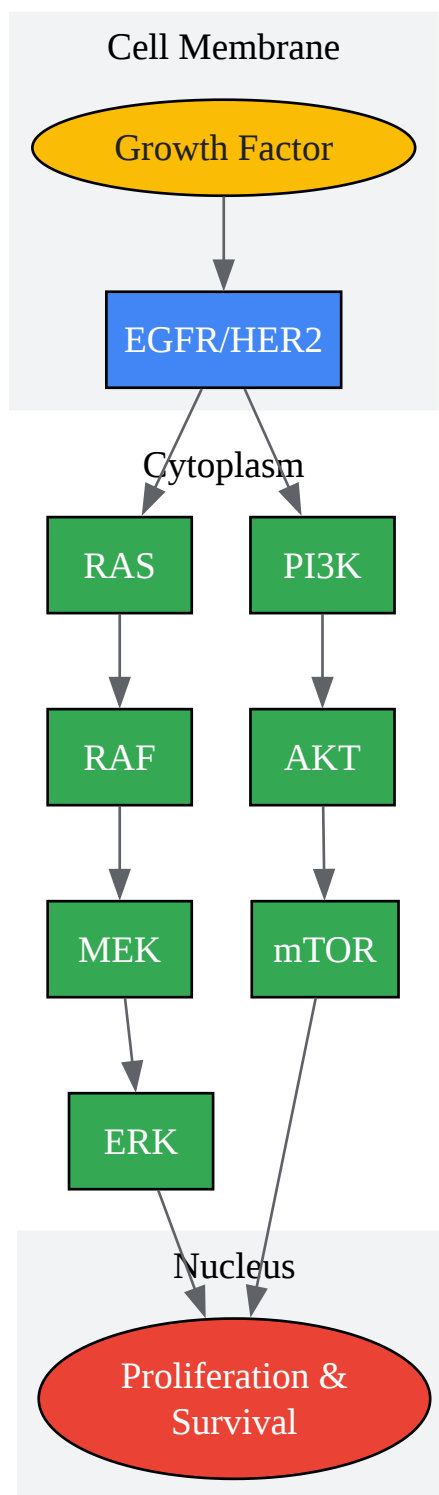 Cell Membrane
Growth Factor
EGFR/HER2
Cytoplasm
RAS
PI3K
RAF
AKT
MEK
mTOR
ERK
Nucleus
Proliferation &
Survival